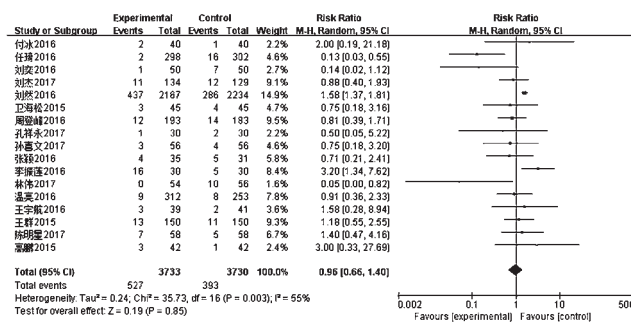 Experimental Control Risk Ratio Risk Ratio
Study or Subgroup Events Total Events Total Weight M-H, Random, 95% CI M-H, Random, 95% CI
付冰2016 2 40 1 40 2.2% 2.00 [0.19, 21.18]
任琦2016 2 298 16 302 5.2% 0.13 [0.03, 0.55]
刘奕2016 1 50 7 50 2.7% 0.14 [0.02, 1.12]
刘杰2017 11 134 12 129 10.1% 0.88 [0.40, 1.93]
刘然2016 437 2187 286 2234 15.5% 1.58 [1.37, 1.81]
卫海松2015 3 45 4 45 5.1% 0.75 [0.18, 3.16]
周登峰2016 12 193 14 183 10.5% 0.81 [0.39, 1.71]
孔祥永2017 1 30 2 30 2.3% 0.50 [0.05, 5.22]
孙喜文2017 3 56 4 56 5.1% 0.75 [0.18, 3.20]
张颖2016 4 35 5 31 6.3% 0.71 [0.21, 2.41]
李振莲2016 16 30 5 30 9.3% 3.20 [1.34, 7.62]
林伟2017 0 54 10 56 1.6% 0.05 [0.00, 0.82]
温亮2016 9 312 8 253 8.7% 0.91 [0.36, 2.33]
王宇航2016 3 39 2 41 3.7% 1.58 [0.28, 8.94]
王群2015 13 150 11 150 10.3% 1.18 [0.55, 2.55]
陈明星2017 7 58 5 58 7.2% 1.40 [0.47, 4.16]
高鹏2015 3 42 1 42 2.5% 3.00 [0.33, 27.69]
Total (95% CI) 3733 3730 100.0% 0.96 [0.66, 1.40]
Total events 527 393
Heterogeneity: Tau² = 0.24; Chi² = 35.73, df = 16 (P = 0.003); I² = 55%
Test for overall effect: Z = 0.19 (P = 0.85)
0.002 0.1 1 10 500
Favours [experimental] Favours [control]